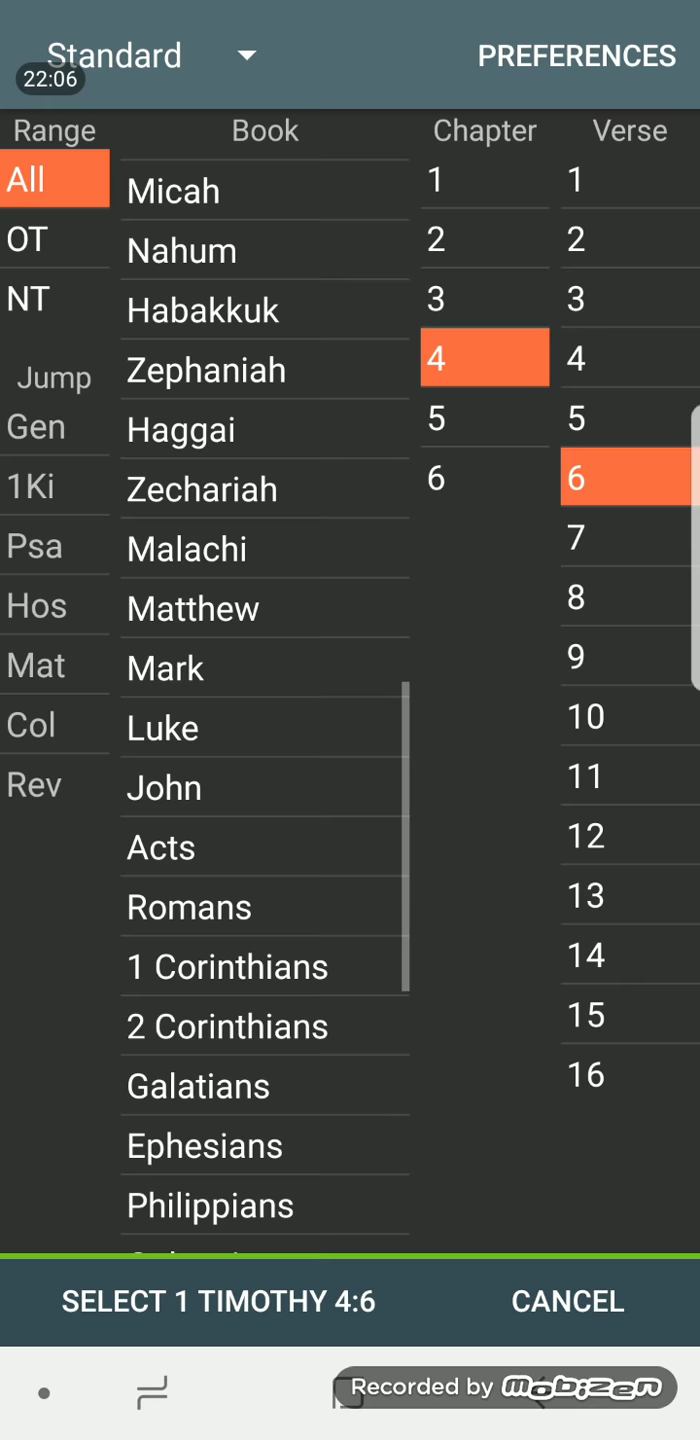 Standard
PREFERENCES
22:06
Range
Book
Chapter
Verse
All
OT
NT
Jump
Gen
1Ki
Psa
Hos
Mat
Col
Rev
Micah
Nahum
Habakkuk
Zephaniah
Haggai
Zechariah
Malachi
Matthew
Mark
Luke
John
Acts
Romans
1 Corinthians
2 Corinthians
Galatians
Ephesians
Philippians
1
2
3
4
5
6
1
2
3
4
5
6
7
8
9
10
11
12
13
14
15
16
SELECT 1 TIMOTHY 4:6
CANCEL
Recorded by mobizen